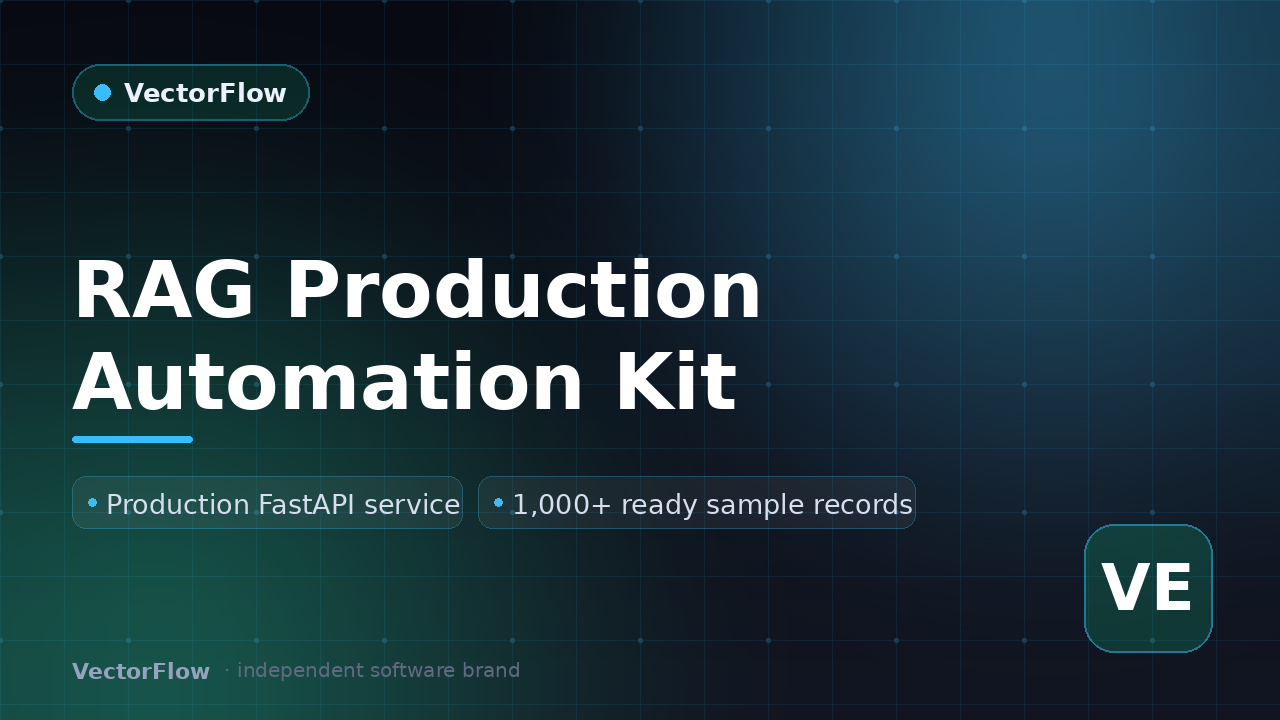 VectorFlow
RAG Production
Automation Kit
Production FastAPI service
1,000+ ready sample records
VE
VectorFlow · independent software brand